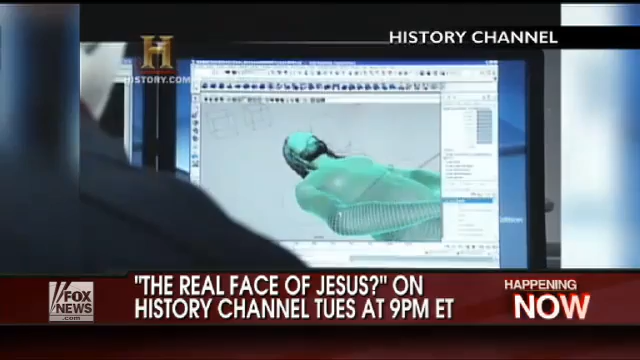 HISTORY CHANNEL
H
HISTORY.COM
"THE REAL FACE OF JESUS?" ON
HISTORY CHANNEL TUES AT 9PM ET
FOX
NEWS
.com
HAPPENING
NOW